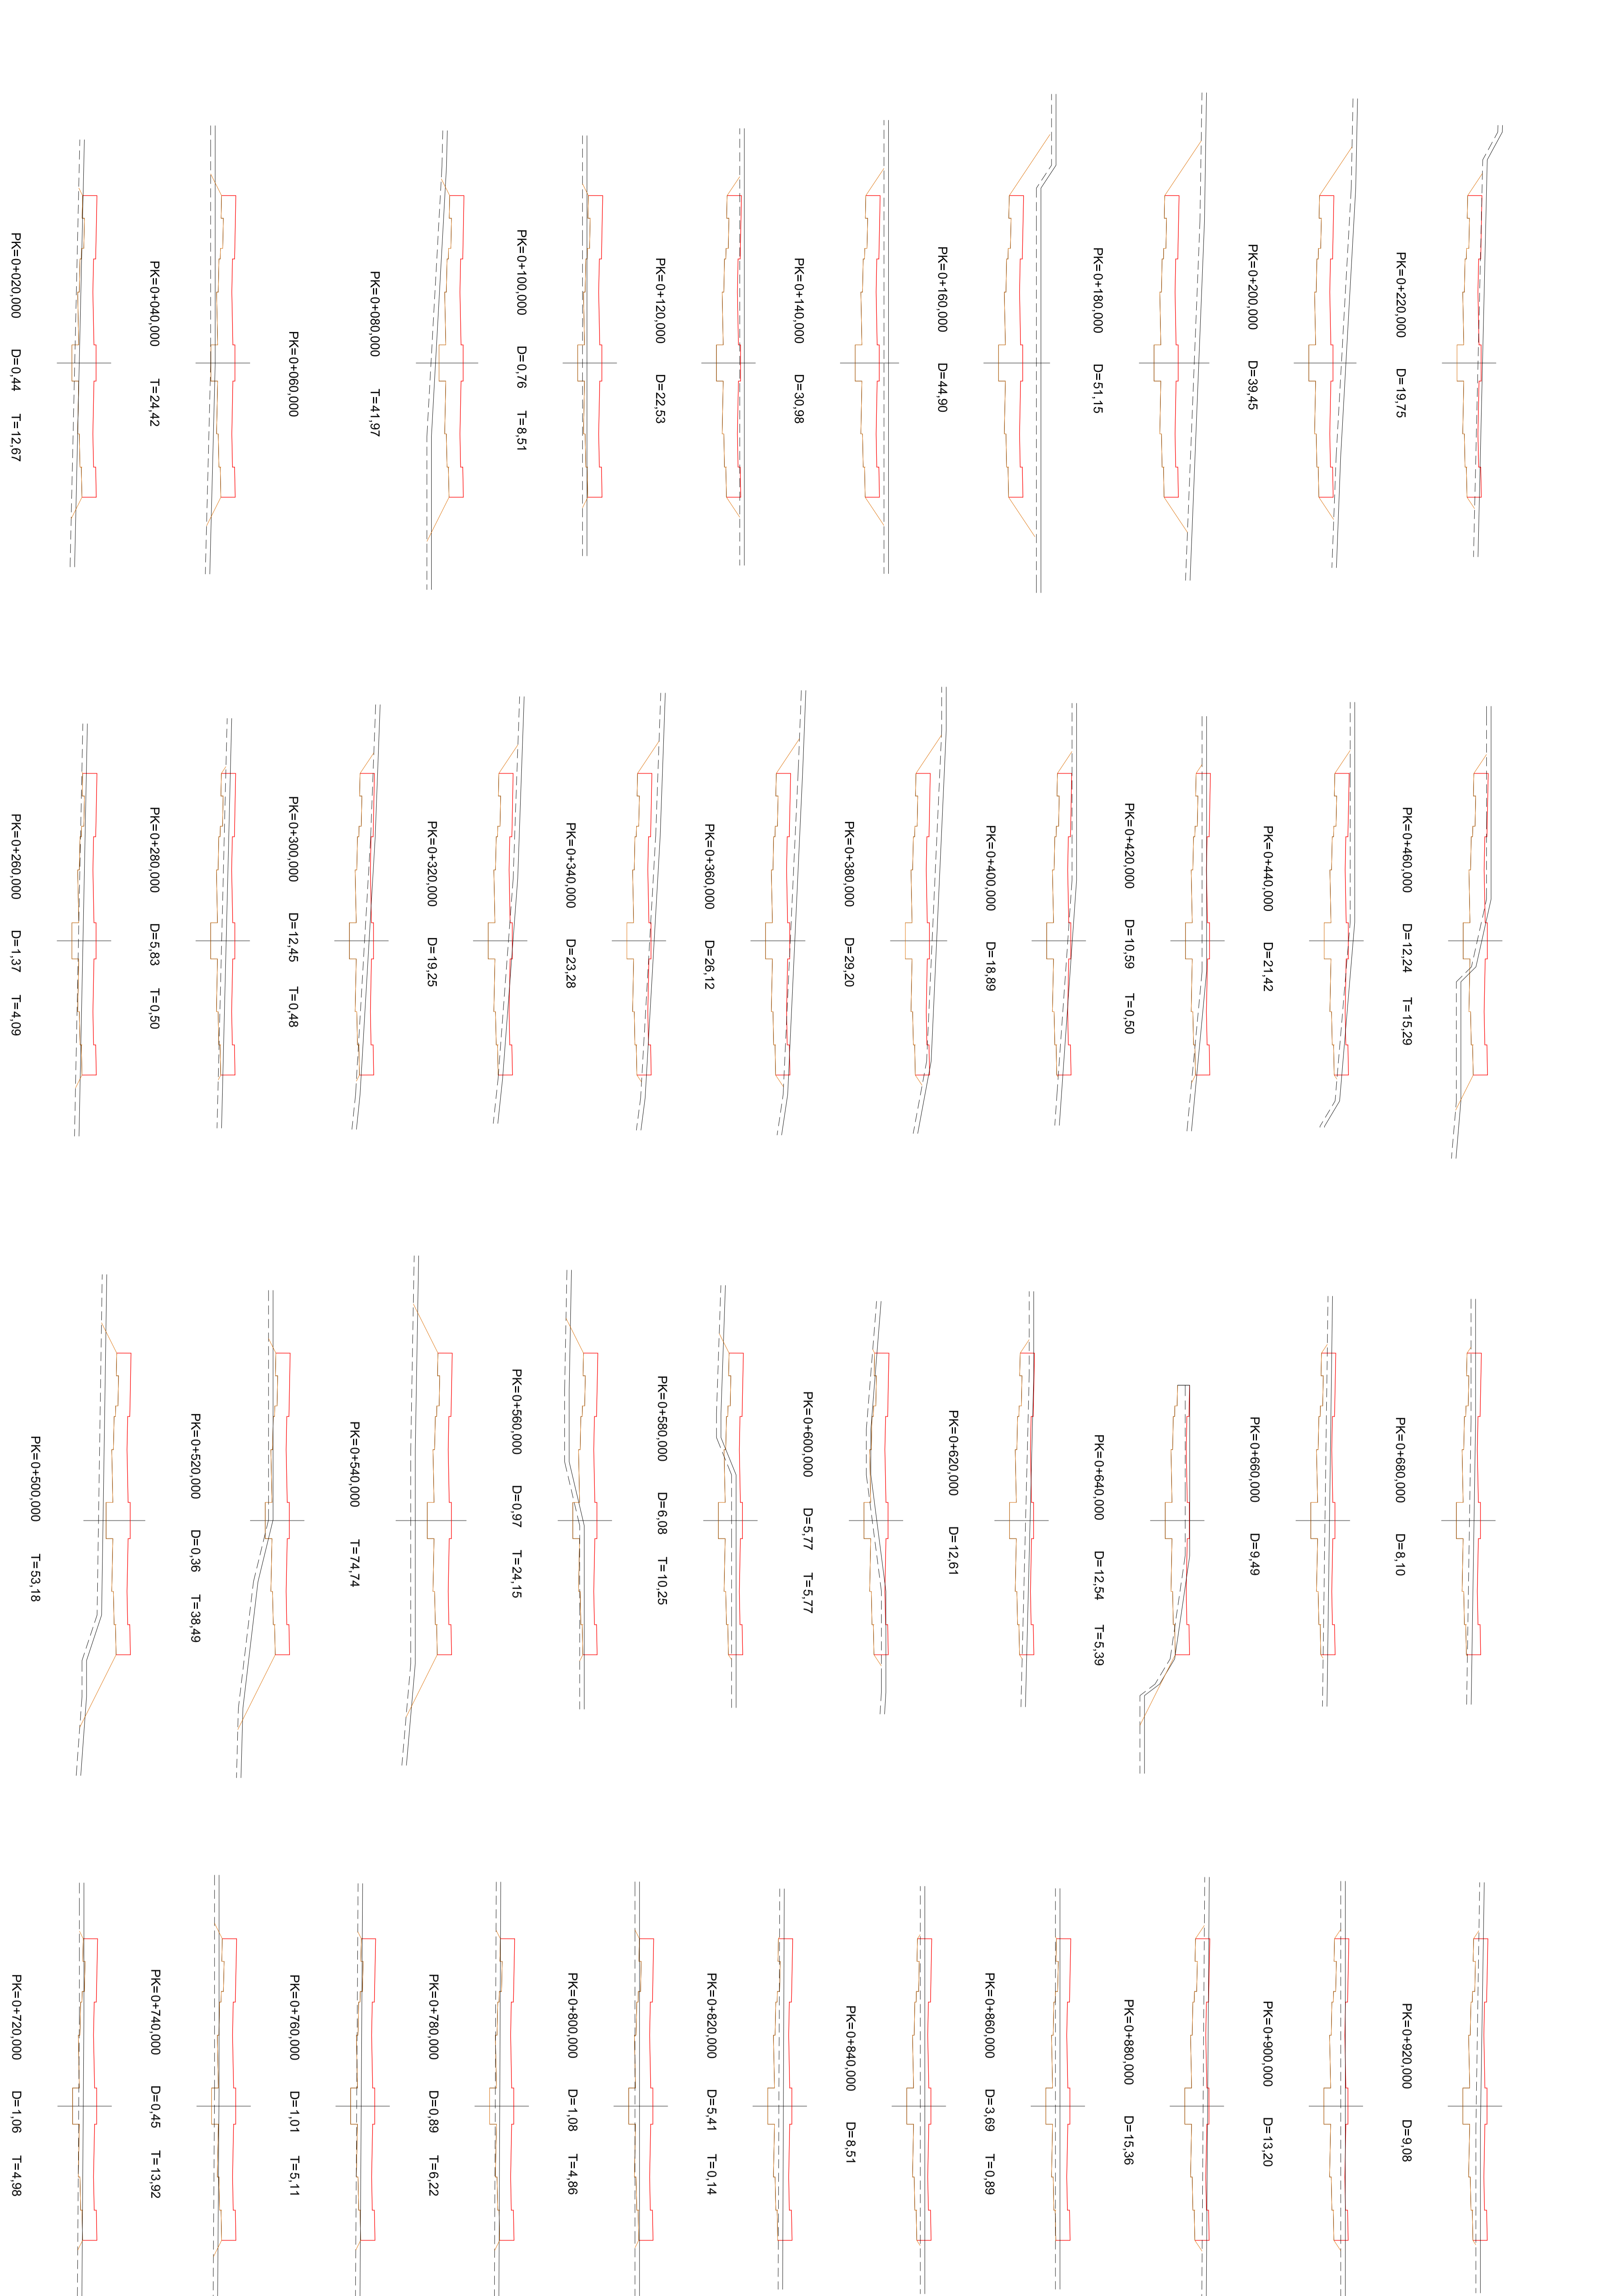 PK=0+020,000 D=0,44 T=12,67
PK=0+040,000 T=24,42
PK=0+060,000
PK=0+080,000 T=41,97
PK=0+100,000 D=0,76 T=8,51
PK=0+120,000 D=22,53
PK=0+140,000 D=30,98
PK=0+160,000 D=44,90
PK=0+180,000 D=51,15
PK=0+200,000 D=39,45
PK=0+220,000 D=19,75
PK=0+260,000 D=1,37 T=4,09
PK=0+280,000 D=5,83 T=0,50
PK=0+300,000 D=12,45 T=0,48
PK=0+320,000 D=19,25
PK=0+340,000 D=23,28
PK=0+360,000 D=26,12
PK=0+380,000 D=29,20
PK=0+400,000 D=18,89
PK=0+420,000 D=10,59 T=0,50
PK=0+440,000 D=21,42
PK=0+460,000 D=12,24 T=15,29
PK=0+500,000 T=53,18
PK=0+520,000 D=0,36 T=38,49
PK=0+540,000 T=74,74
PK=0+560,000 D=0,97 T=24,15
PK=0+580,000 D=6,08 T=10,25
PK=0+600,000 D=5,77 T=5,77
PK=0+620,000 D=12,61
PK=0+640,000 D=12,54 T=5,39
PK=0+660,000 D=9,49
PK=0+680,000 D=8,10
PK=0+720,000 D=1,06 T=4,98
PK=0+740,000 D=0,45 T=13,92
PK=0+760,000 D=1,01 T=5,11
PK=0+780,000 D=0,89 T=6,22
PK=0+800,000 D=1,08 T=4,86
PK=0+820,000 D=5,41 T=0,14
PK=0+840,000 D=8,51
PK=0+860,000 D=3,69 T=0,89
PK=0+880,000 D=15,36
PK=0+900,000 D=13,20
PK=0+920,000 D=9,08